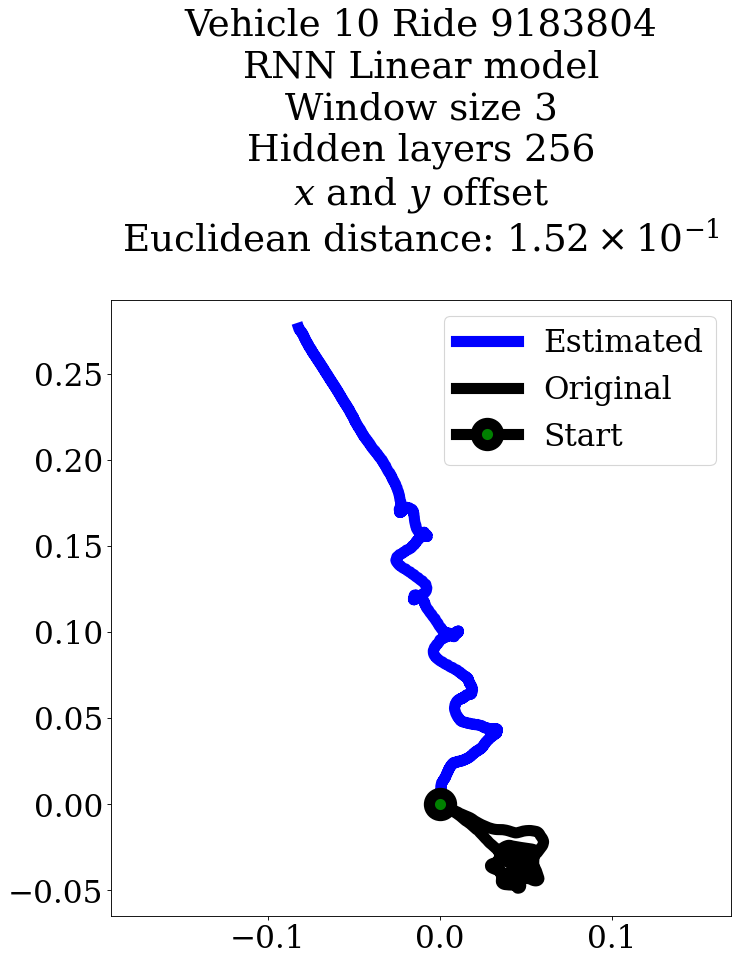 Vehicle 10 Ride 9183804
RNN Linear model
Window size 3
Hidden layers 256
x and y offset
Euclidean distance: 1.52 × 10⁻¹
Estimated
Original
Start
0.25
0.20
0.15
0.10
0.05
0.00
−0.05
−0.1 0.0 0.1